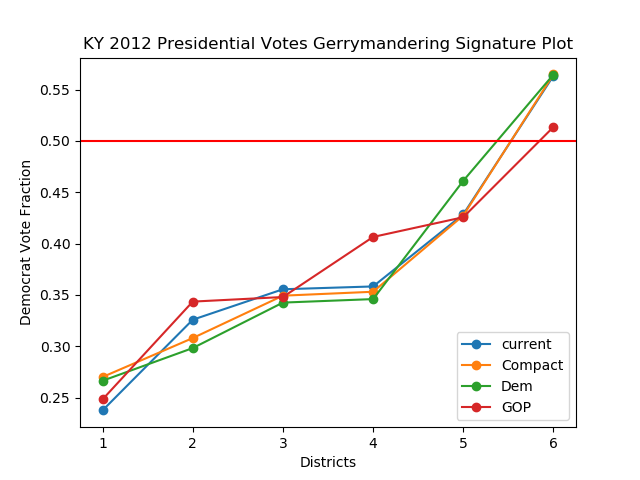 KY 2012 Presidential Votes Gerrymandering Signature Plot
0.55
0.50
0.45
0.40
0.35
0.30
0.25
Democrat Vote Fraction
current
Compact
Dem
GOP
1 2 3 4 5 6
Districts